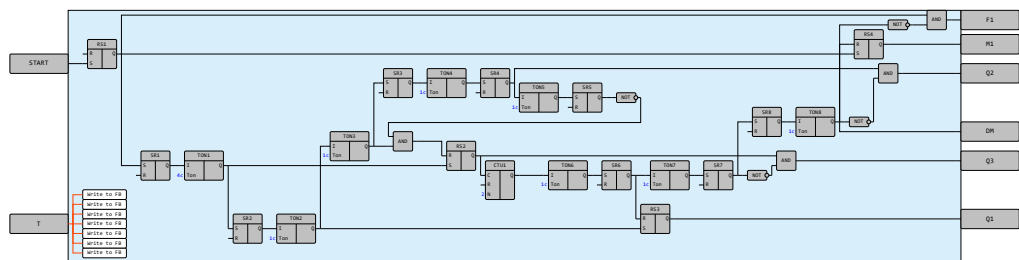 F1
NOT
AND
RS4
R Q
S
M1
RS1
R Q
S
START
Q2
AND
SR3
S Q
R
TON4
I Q
1c Ton
SR4
S Q
R
TON5
I Q
1c Ton
SR5
S Q
R
NOT
SR8
S Q
R
TON8
I Q
1c Ton
NOT
DM
TON3
I Q
1c Ton
AND
RS2
R Q
S
SR1
S Q
R
TON1
I Q
4c Ton
CTU1
C Q
R
2 N
TON6
I Q
1c Ton
SR6
S Q
R
TON7
I Q
1c Ton
SR7
S Q
R
NOT
AND
Q3
Write to FB
Write to FB
Write to FB
Write to FB
Write to FB
Write to FB
Write to FB
T
SR2
S Q
R
TON2
I Q
1c Ton
RS3
R Q
S
Q1